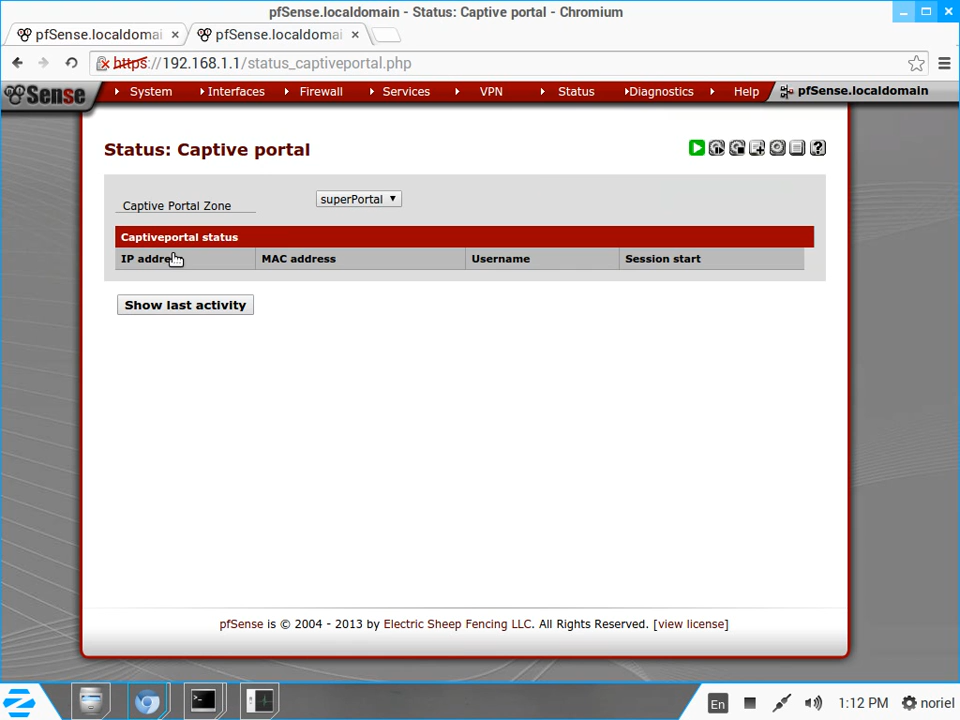 pfSense.localdomain - Status: Captive portal - Chromium
pfSense.localdomai × pfSense.localdomai ×
https://192.168.1.1/status_captiveportal.php
Sense System Interfaces Firewall Services VPN Status Diagnostics Help pfSense.localdomain
Status: Captive portal
Captive Portal Zone superPortal
Captiveportal status
IP addre MAC address Username Session start
Show last activity
pfSense is © 2004 - 2013 by Electric Sheep Fencing LLC. All Rights Reserved. [view license]
En 1:12 PM noriel